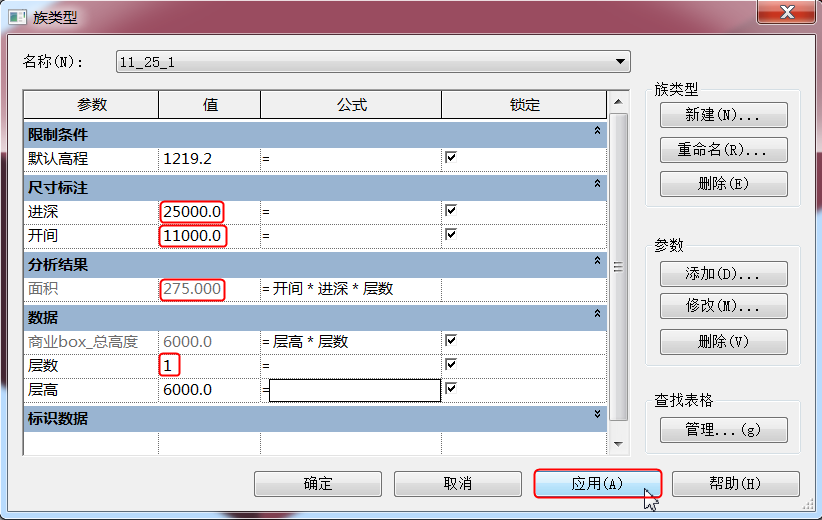 族类型
名称(N): 11_25_1
参数 值 公式 锁定
限制条件
默认高程 1219.2 =
尺寸标注
进深 25000.0 =
开间 11000.0 =
分析结果
面积 275.000 = 开间 * 进深 * 层数
数据
商业box_总高度 6000.0 = 层高 * 层数
层数 1 =
层高 6000.0 =
标识数据
族类型
新建(N)...
重命名(R)...
删除(E)
参数
添加(D)...
修改(M)...
删除(V)
查找表格
管理...(g)
确定 取消 应用(A) 帮助(H)